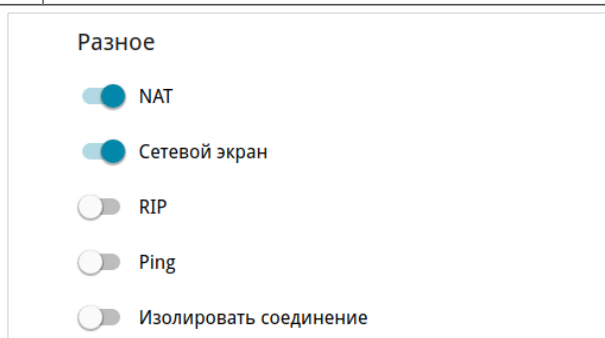 Разное
NAT
Сетевой экран
RIP
Ping
Изолировать соединение